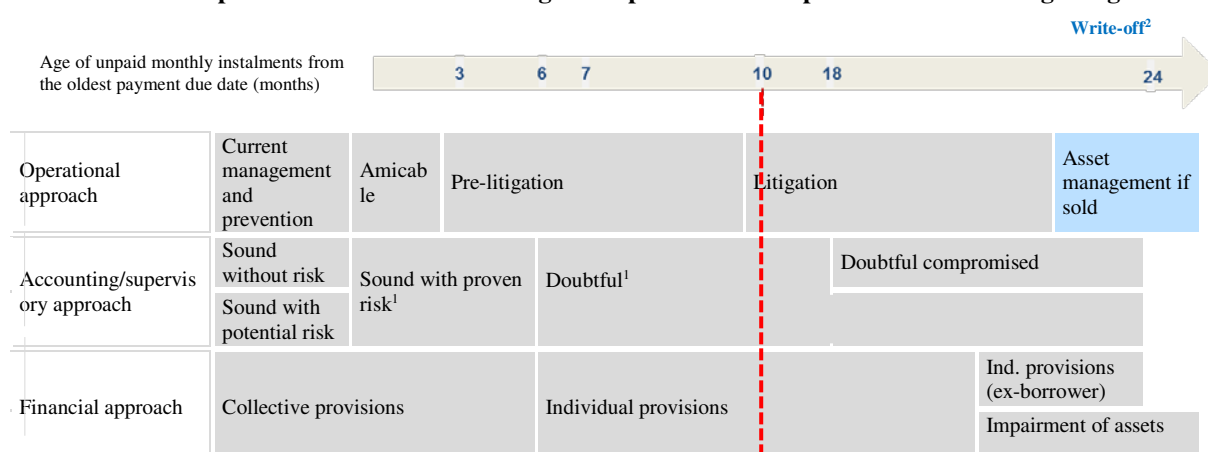 Write-off²
Age of unpaid monthly instalments from
the oldest payment due date (months)
3 6 7 10 18 24
Operational
approach
Current
management
and
prevention
Amicab
le
Pre-litigation
Litigation
Asset
management if
sold
Accounting/supervis
ory approach
Sound
without risk
Sound with
potential risk
Sound with proven
risk¹
Doubtful¹
Doubtful compromised
Financial approach
Collective provisions
Individual provisions
Ind. provisions
(ex-borrower)
Impairment of assets